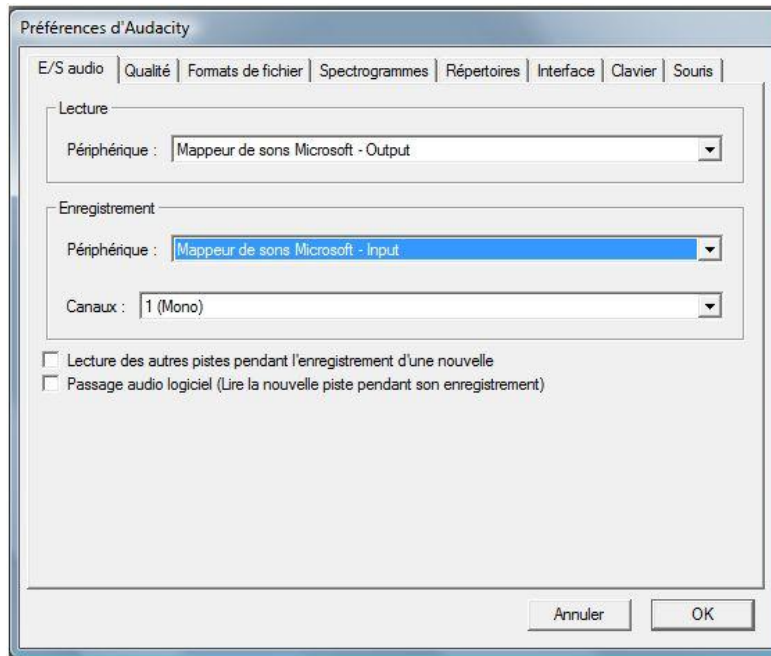 Préférences d'Audacity
E/S audio Qualité Formats de fichier Spectrogrammes Répertoires Interface Clavier Souris
Lecture
Périphérique : Mappeur de sons Microsoft - Output
Enregistrement
Périphérique : Mappeur de sons Microsoft - Input
Canaux : 1 (Mono)
Lecture des autres pistes pendant l'enregistrement d'une nouvelle
Passage audio logiciel (Lire la nouvelle piste pendant son enregistrement)
Annuler OK